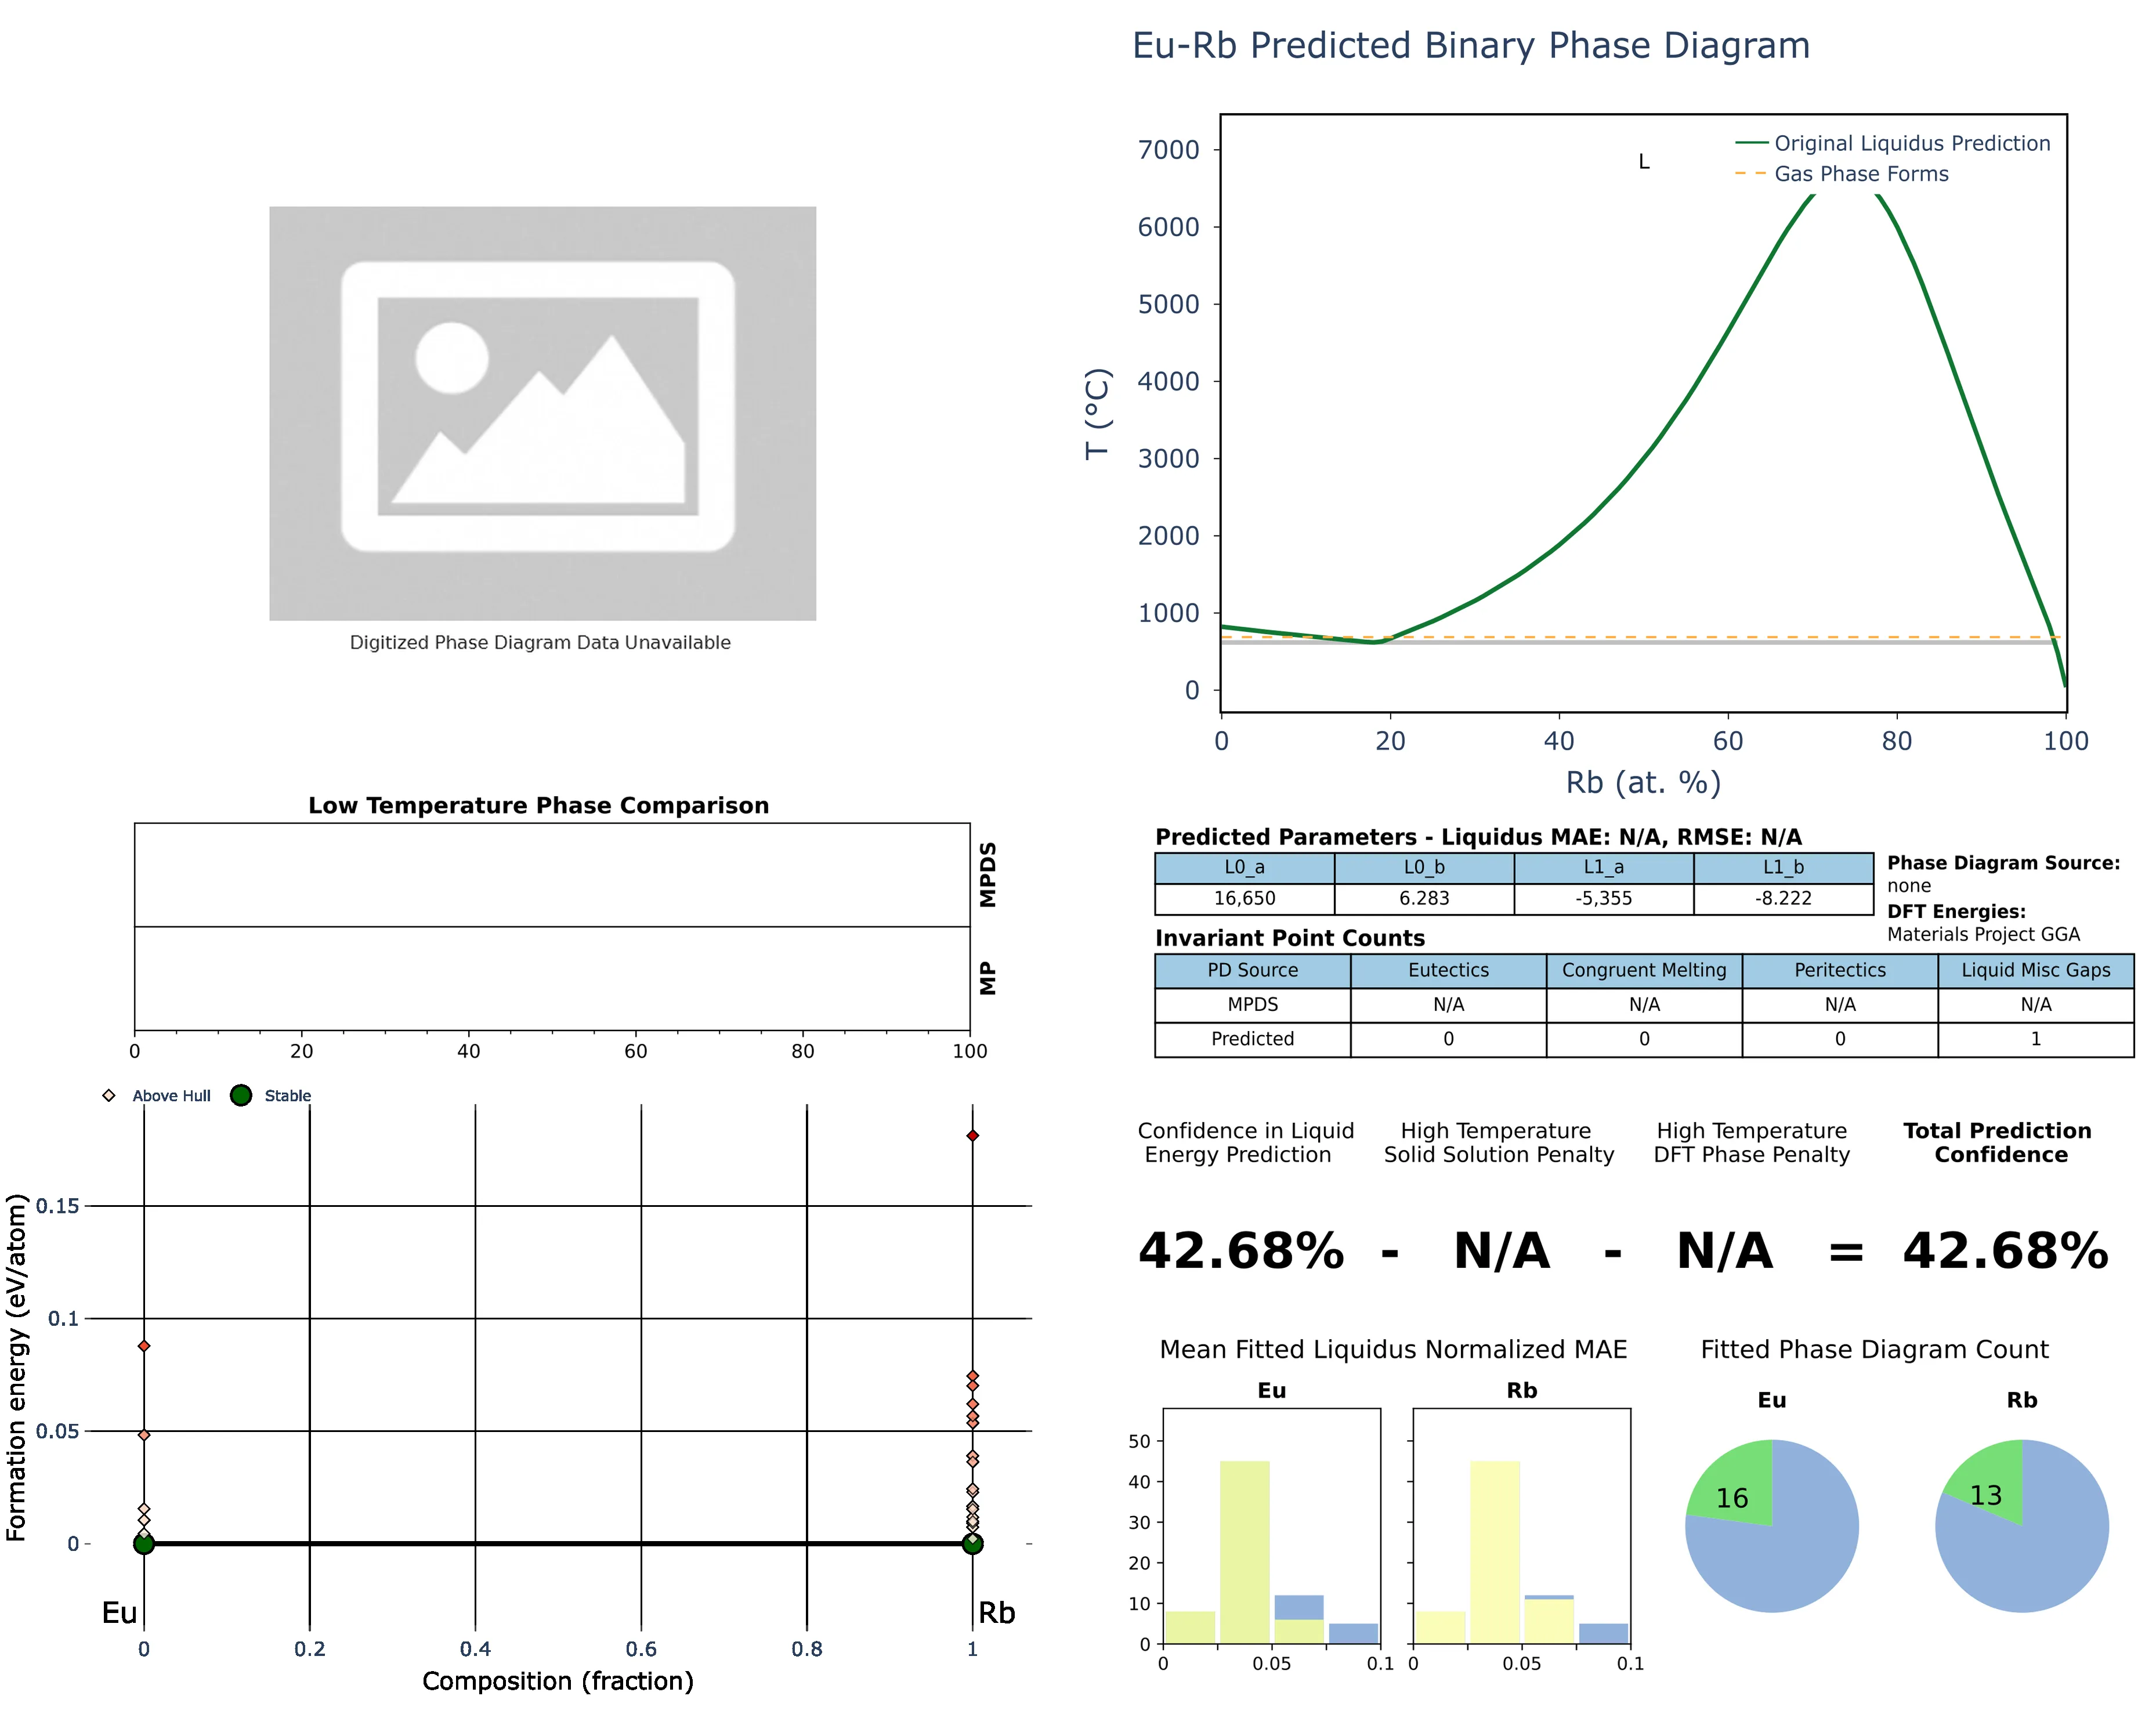 Eu-Rb Predicted Binary Phase Diagram
Digitized Phase Diagram Data Unavailable
7000
6000
5000
4000
3000
2000
1000
0
T (°C)
L
Original Liquidus Prediction
Gas Phase Forms
0 20 40 60 80 100
Rb (at. %)
Low Temperature Phase Comparison
MPDS
MP
0 20 40 60 80 100
Above Hull Stable
Formation energy (eV/atom)
0.15
0.1
0.05
0
Eu Rb
0 0.2 0.4 0.6 0.8 1
Composition (fraction)
Predicted Parameters - Liquidus MAE: N/A, RMSE: N/A
L0_a L0_b L1_a L1_b
16,650 6.283 -5,355 -8.222
Phase Diagram Source:
none
DFT Energies:
Materials Project GGA
Invariant Point Counts
PD Source Eutectics Congruent Melting Peritectics Liquid Misc Gaps
MPDS N/A N/A N/A N/A
Predicted 0 0 0 1
Confidence in Liquid
Energy Prediction
High Temperature
Solid Solution Penalty
High Temperature
DFT Phase Penalty
Total Prediction
Confidence
42.68% - N/A - N/A = 42.68%
Mean Fitted Liquidus Normalized MAE
Eu Rb
50
40
30
20
10
0
0 0.05 0.1 0 0.05 0.1
Fitted Phase Diagram Count
Eu Rb
16 13